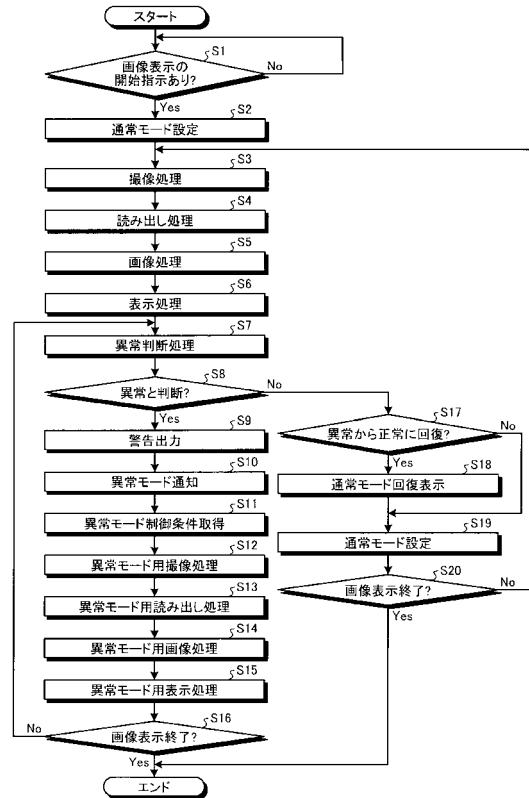 スタート
S1
画像表示の
開始指示あり?
No
Yes
S2
通常モード設定
S3
撮像処理
S4
読み出し処理
S5
画像処理
S6
表示処理
S7
異常判断処理
S8
異常と判断?
No
Yes
S9
警告出力
S10
異常モード通知
S11
異常モード制御条件取得
S12
異常モード用撮像処理
S13
異常モード用読み出し処理
S14
異常モード用画像処理
S15
異常モード用表示処理
S16
画像表示終了?
No
Yes
エンド
S17
異常から正常に回復?
No
Yes
S18
通常モード回復表示
S19
通常モード設定
S20
画像表示終了?
No
Yes